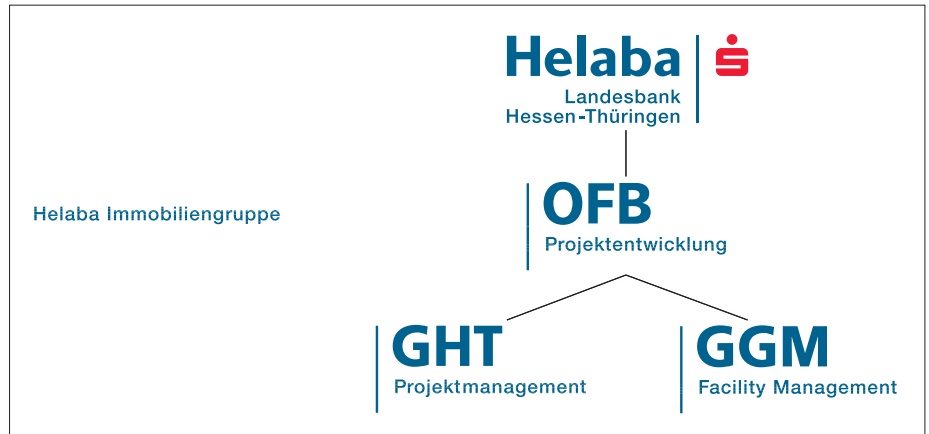 Helaba
Landesbank
Hessen-Thüringen
Helaba Immobiliengruppe
OFB
Projektentwicklung
GHT
Projektmanagement
GGM
Facility Management